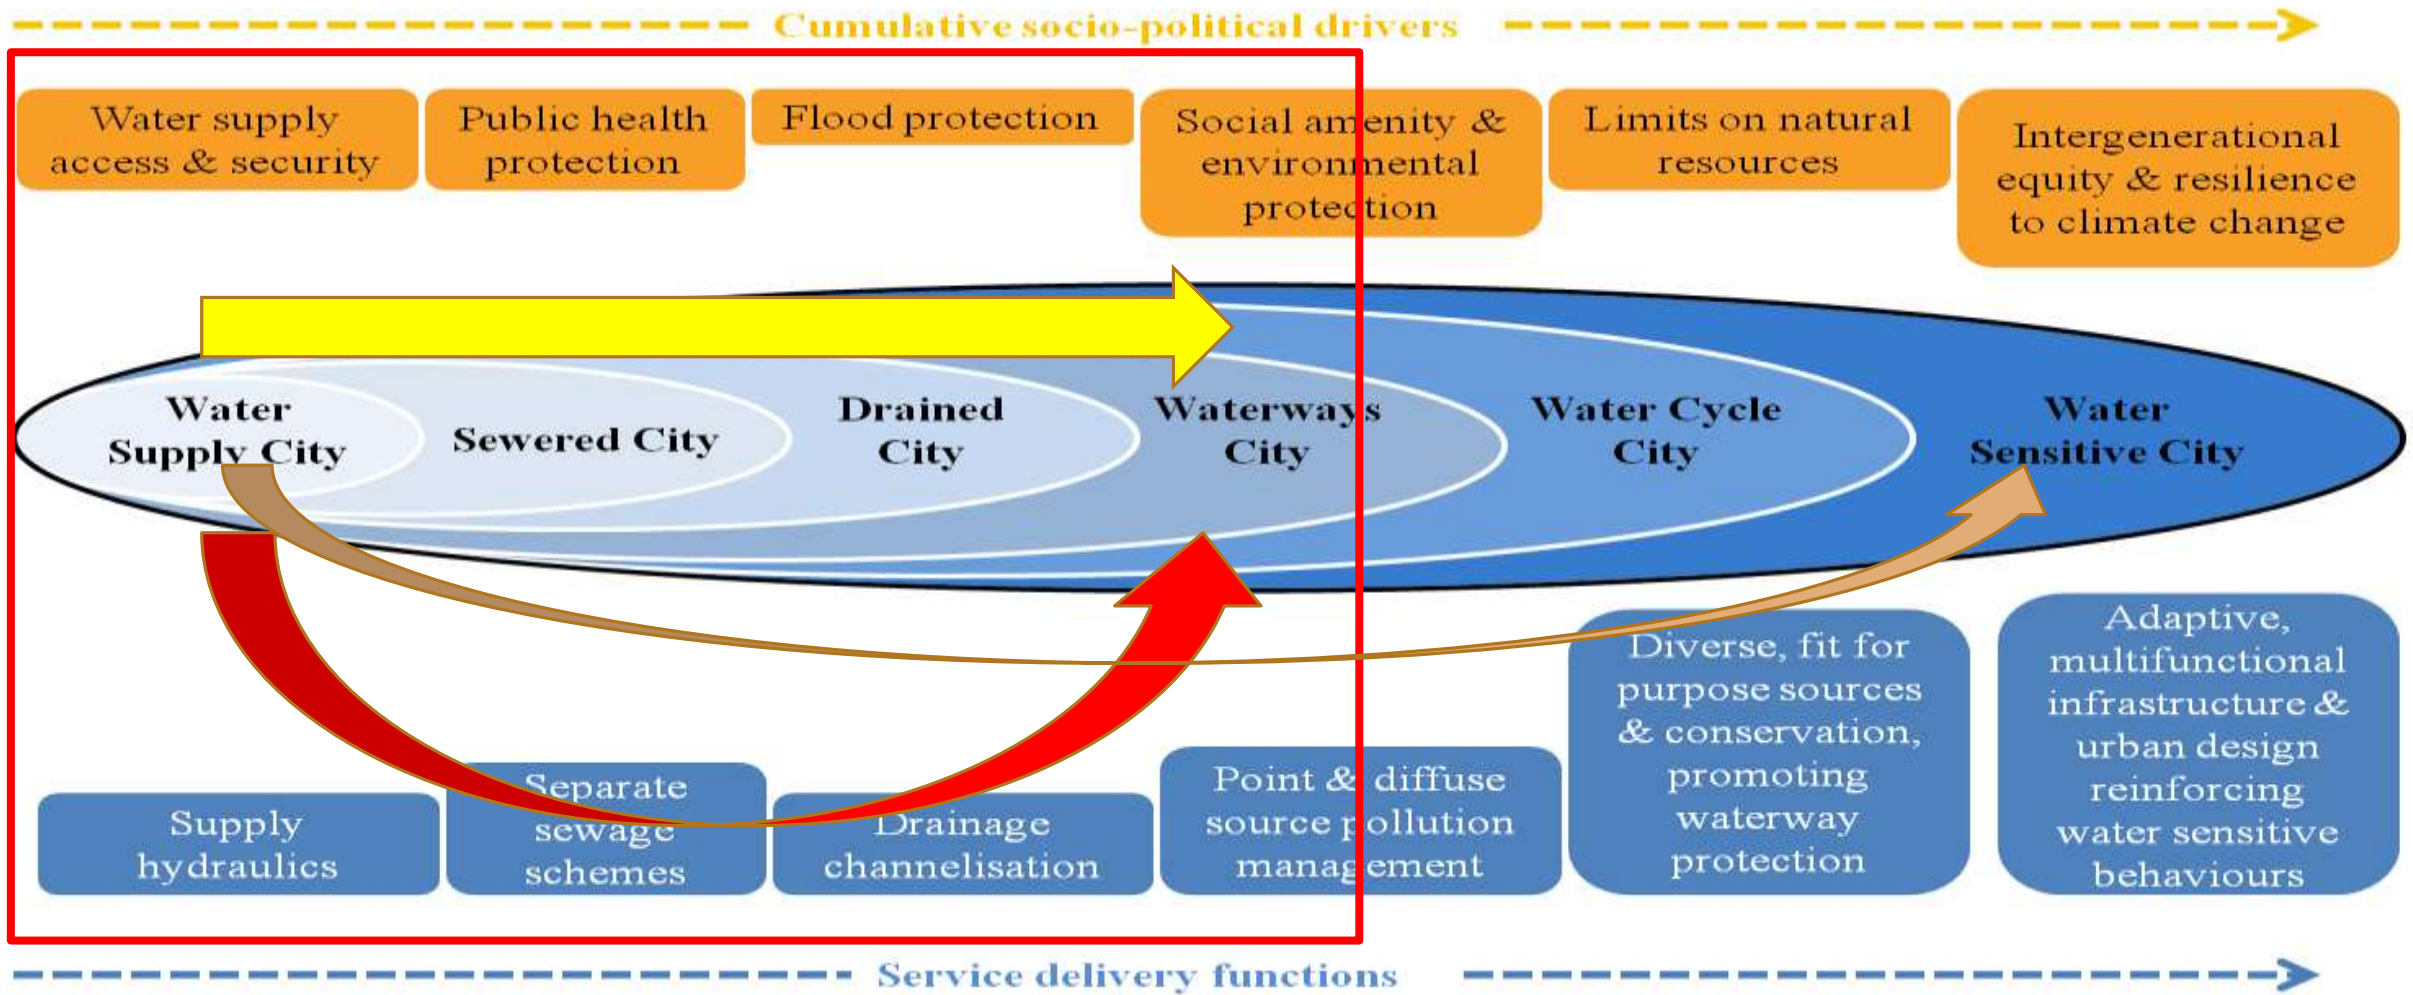 Cumulative socio-political drivers
Water supply
access & security
Public health
protection
Flood protection
Social amenity &
environmental
protection
Limits on natural
resources
Intergenerational
equity & resilience
to climate change
Water
Supply City
Sewered City
Drained
City
Waterways
City
Water Cycle
City
Water
Sensitive City
Supply
hydraulics
Separate
sewage
schemes
Drainage
channelisation
Point & diffuse
source pollution
management
Diverse, fit for
purpose sources
& conservation,
promoting
waterway
protection
Adaptive,
multifunctional
infrastructure &
urban design
reinforcing
water sensitive
behaviours
Service delivery functions